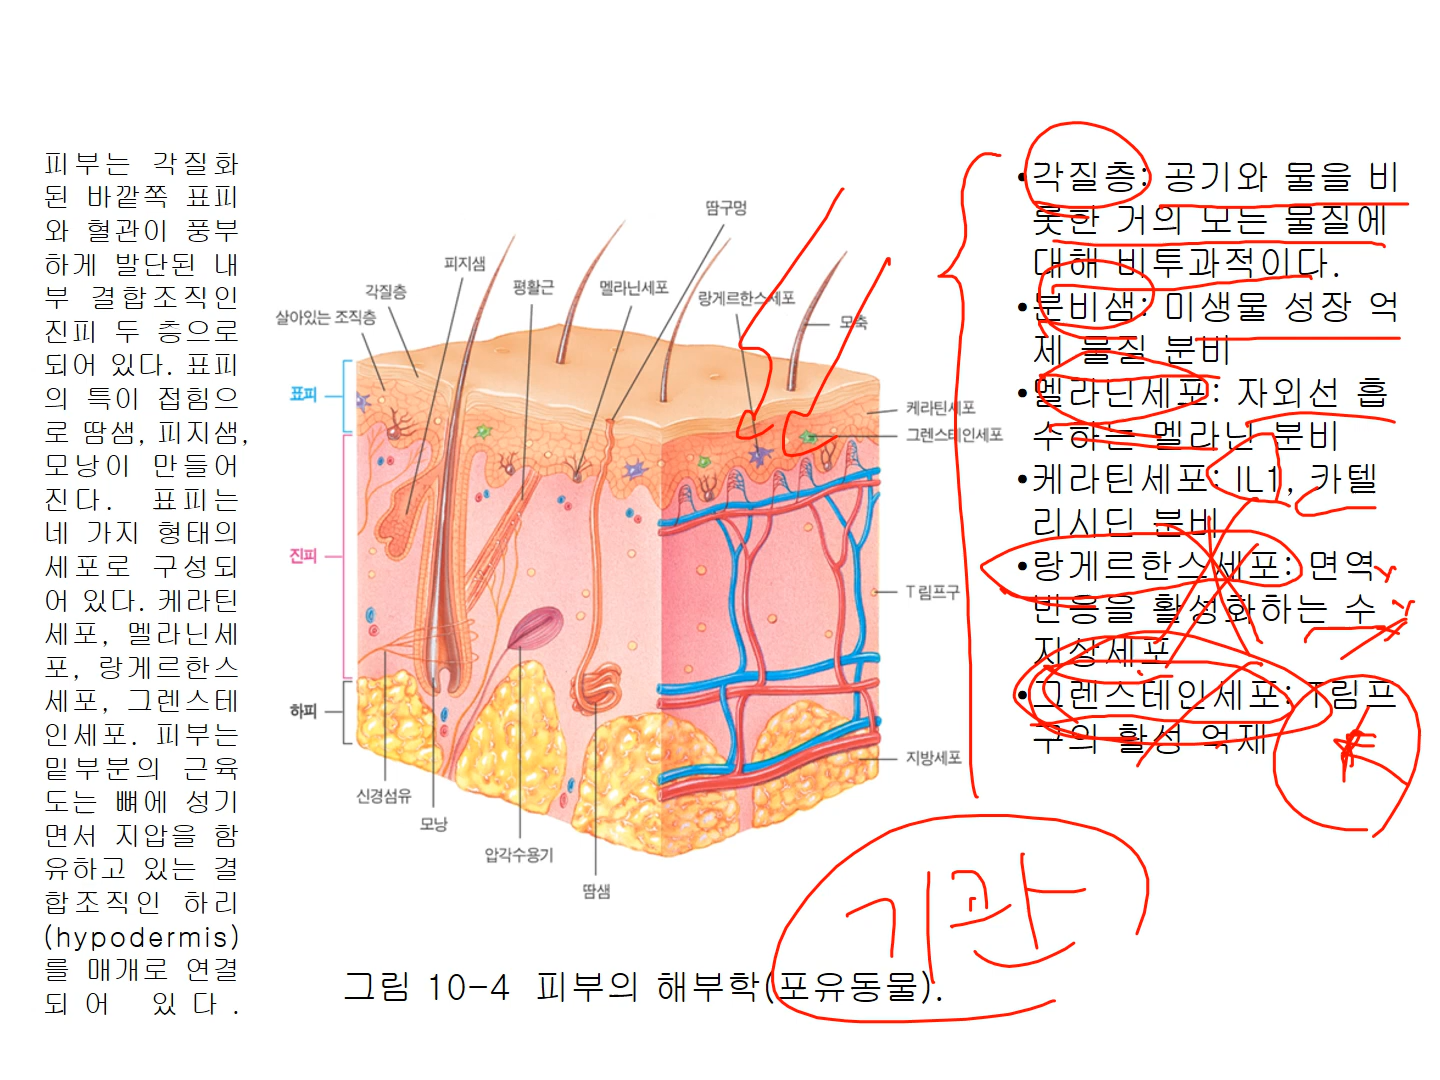 피부는 각질화
된 바깥쪽 표피
와 혈관이 풍부
하게 발단된 내
부 결합조직인
진피 두 층으로
되어 있다. 표피
의 특이 접힘으
로 땀샘, 피지샘,
모낭이 만들어
진다. 표피는
네 가지 형태의
세포로 구성되
어 있다. 케라틴
세포, 멜라닌세
포, 랑게르한스
세포, 그렌스테
인세포. 피부는
밑부분의 근육
도는 뼈에 성기
면서 지압을 함
유하고 있는 결
합조직인 하리
(hypodermis)
를 매개로 연결
되어 있다.
땀구멍
피지샘
평활근
멜라닌세포
각질층
랑게르한스세포
살아있는 조직층
모축
표피
케라틴세포
그렌스테인세포
진피
T 림프구
하피
지방세포
신경섬유
모낭
압각수용기
땀샘
그림 10-4 피부의 해부학(포유동물).
•각질층: 공기와 물을 비
롯한 거의 모든 물질에
대해 비투과적이다.
•분비샘: 미생물 성장 억
제 물질 분비
•멜라닌세포: 자외선 흡
수하는 멜라닌 분비
•케라틴세포: IL1, 카텔
리시딘 분비
•랑게르한스세포: 면역
반응을 활성화하는 수
지상세포
•그렌스테인세포: T림프
구의 활성 억제
기관